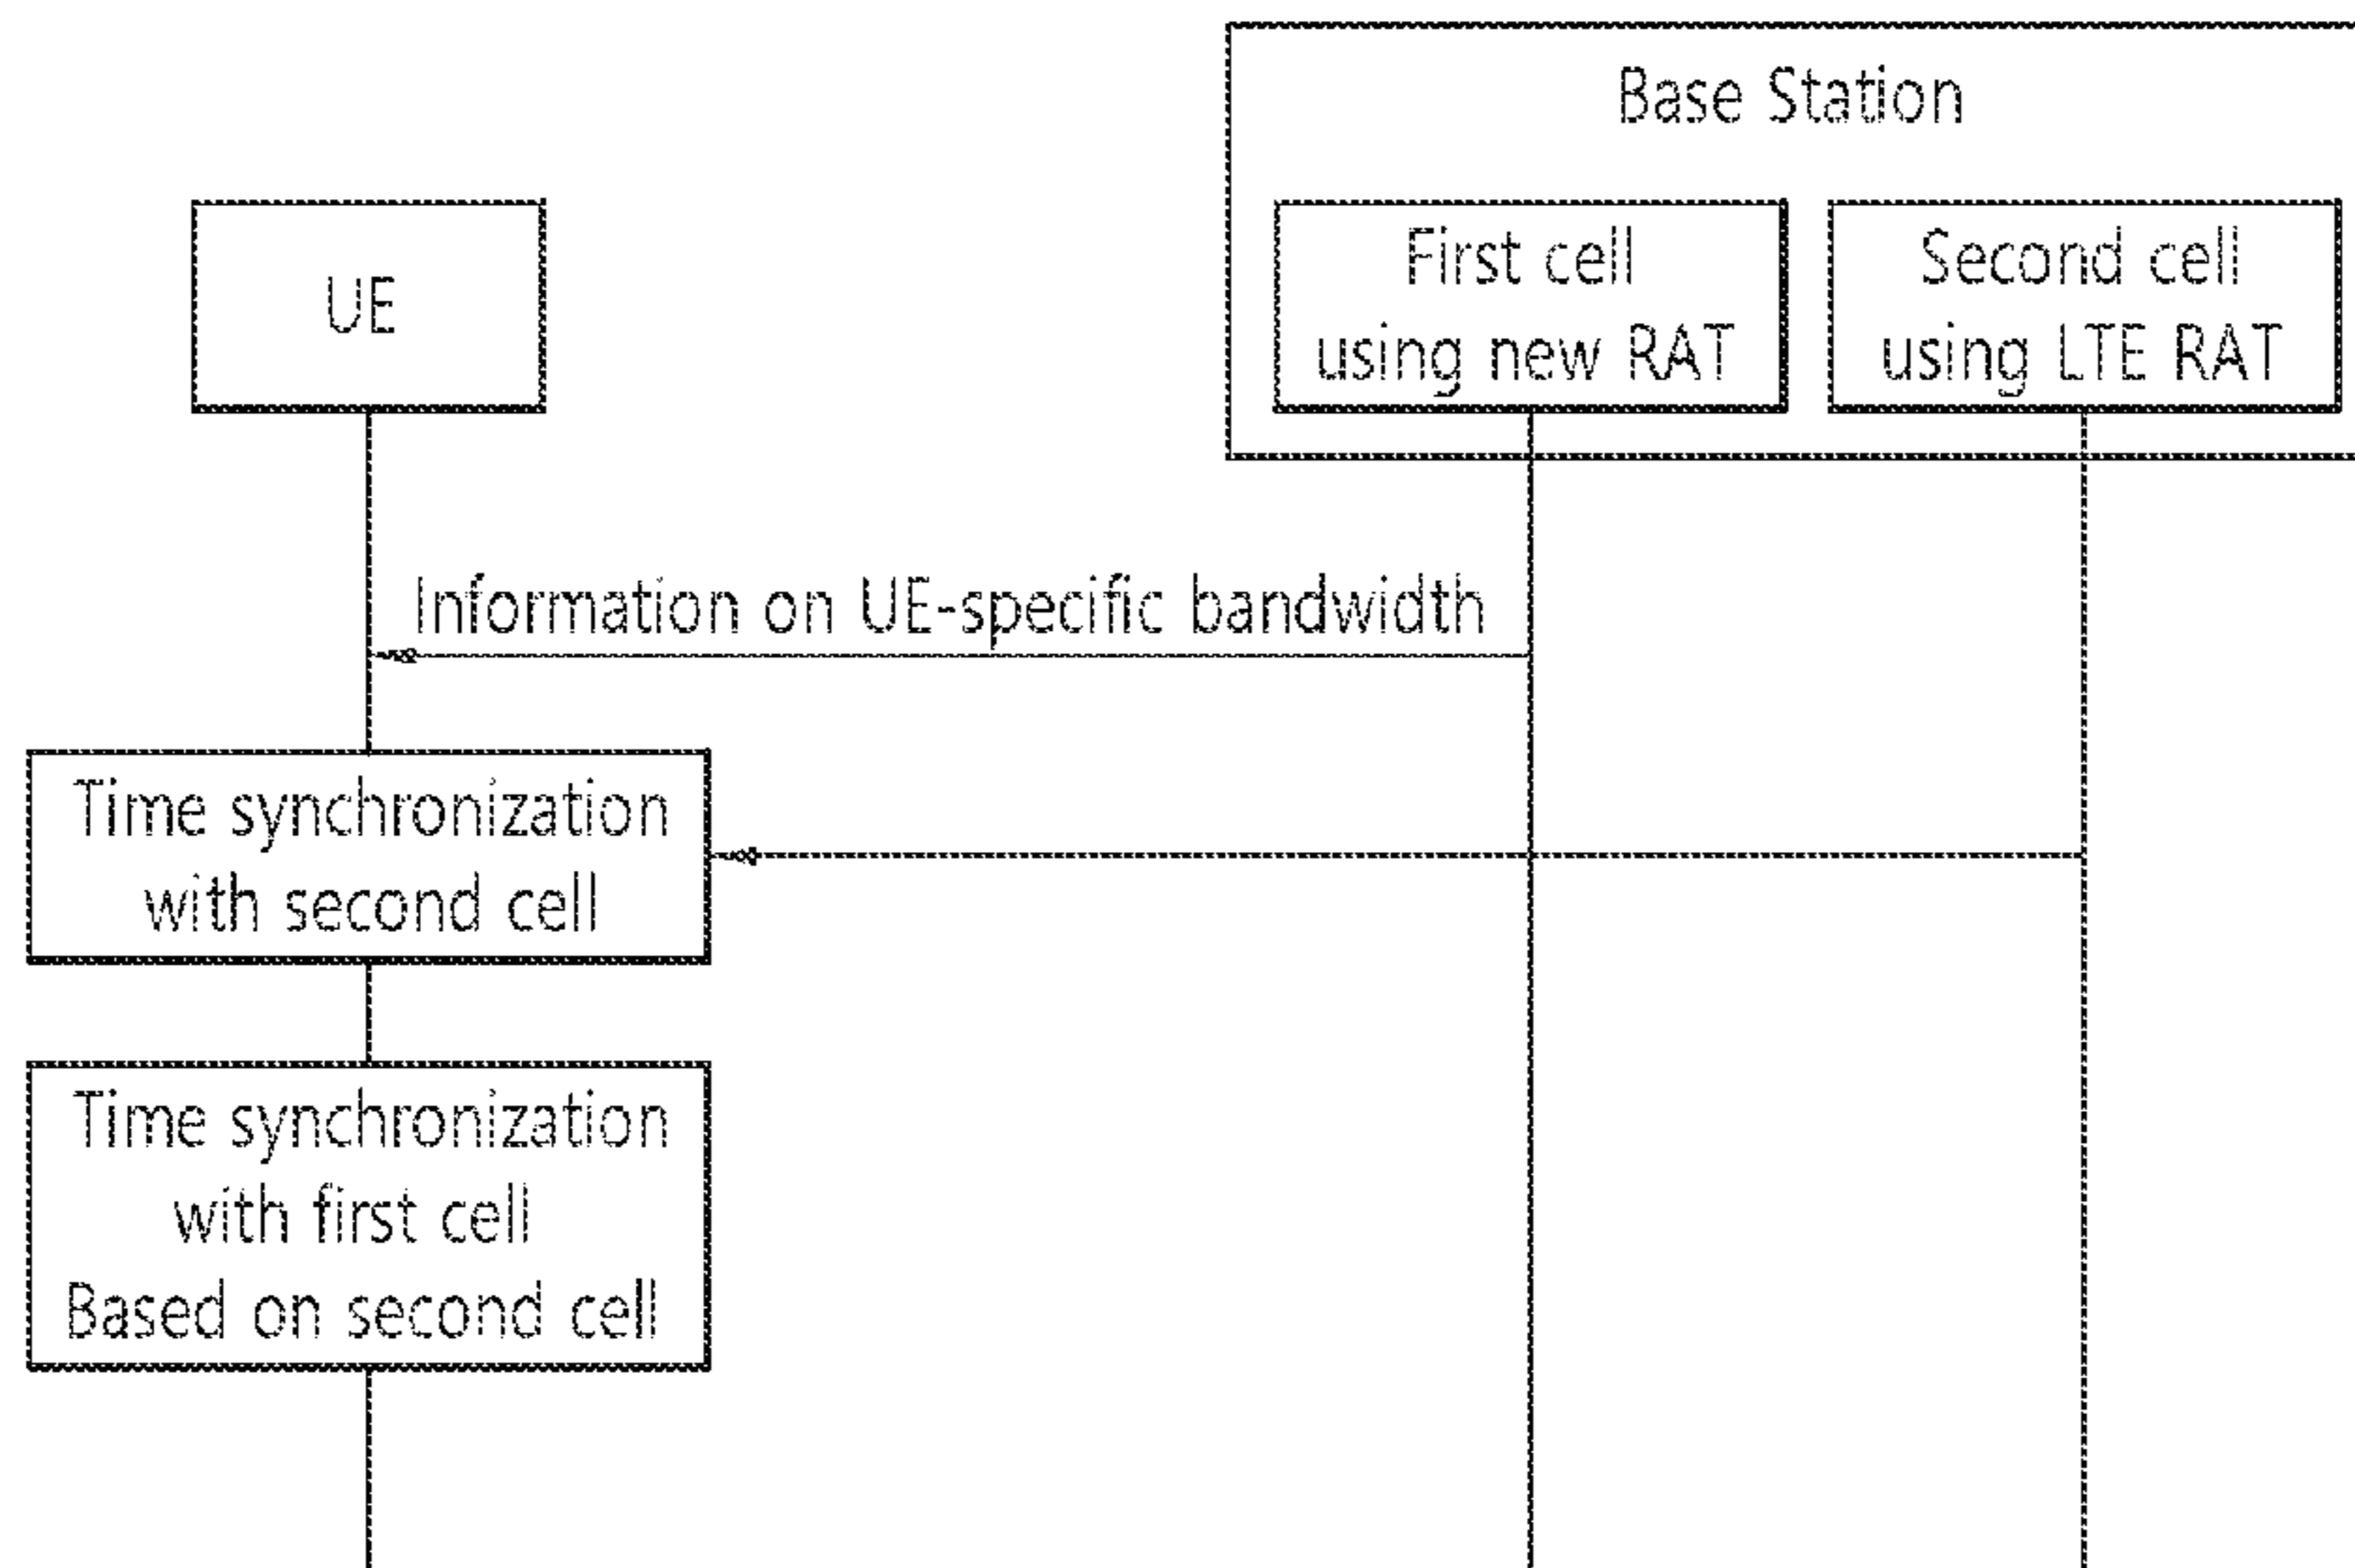 Base Station
UE
First cell
using new RAT
Second cell
using LTE RAT
Information on UE-specific bandwidth
Time synchronization
with second cell
Time synchronization
with first cell
Based on second cell